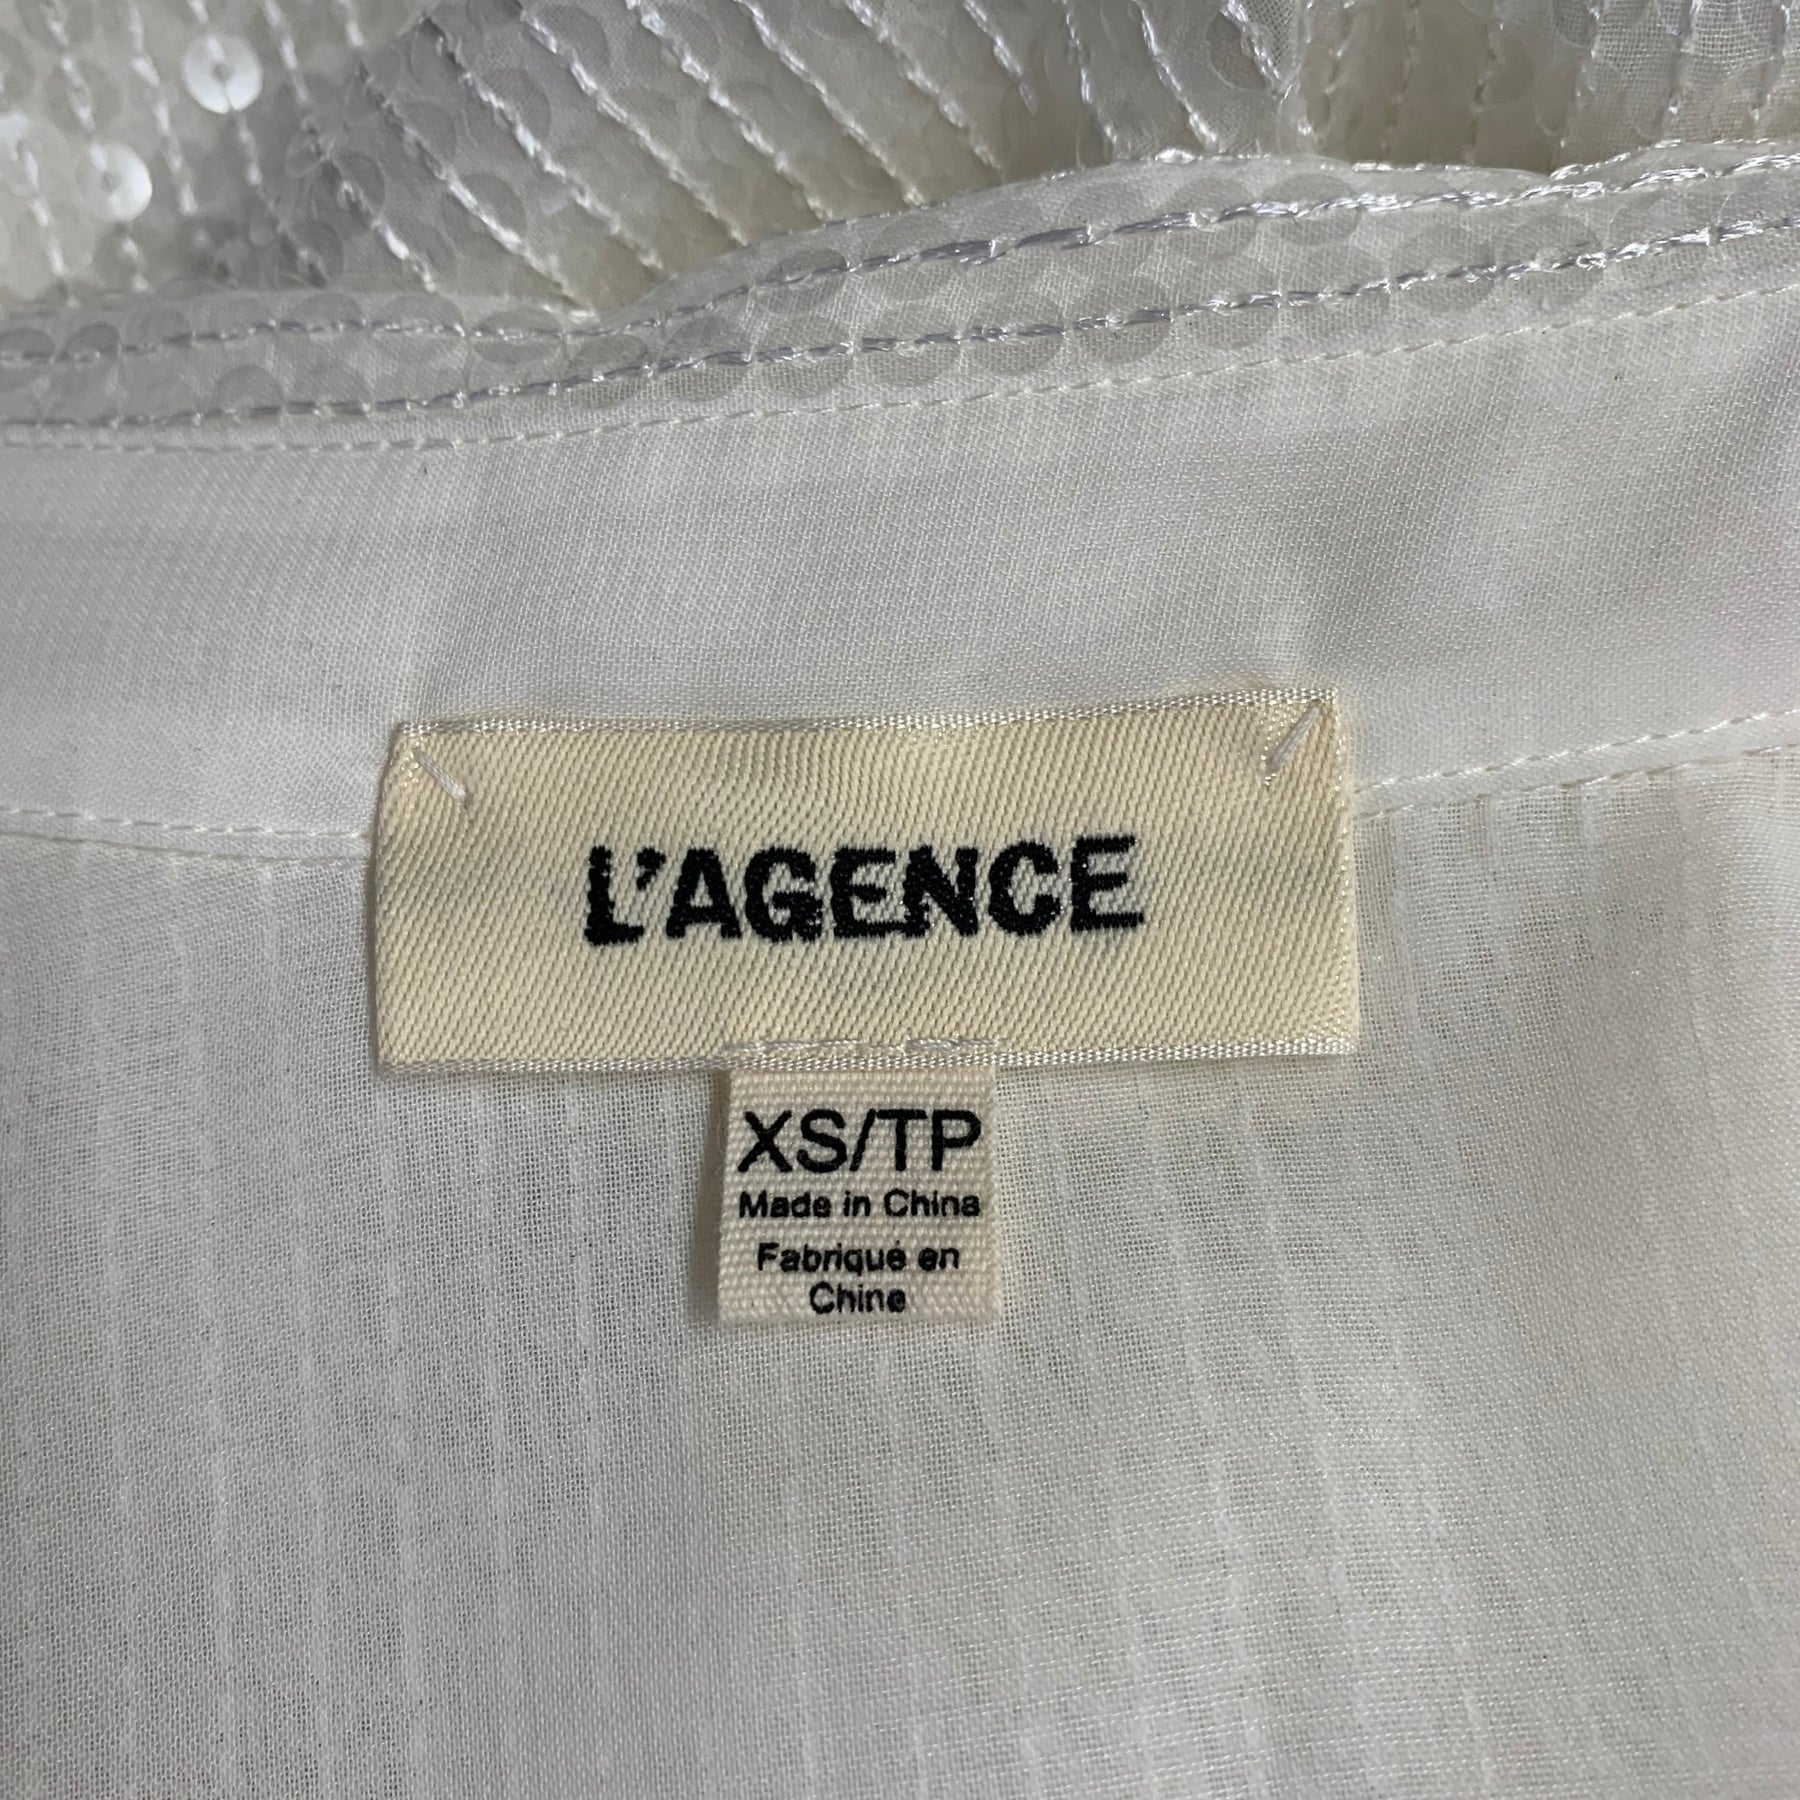 L'AGENCE
XS/TP
Made in China
Fabriqué en
Chine